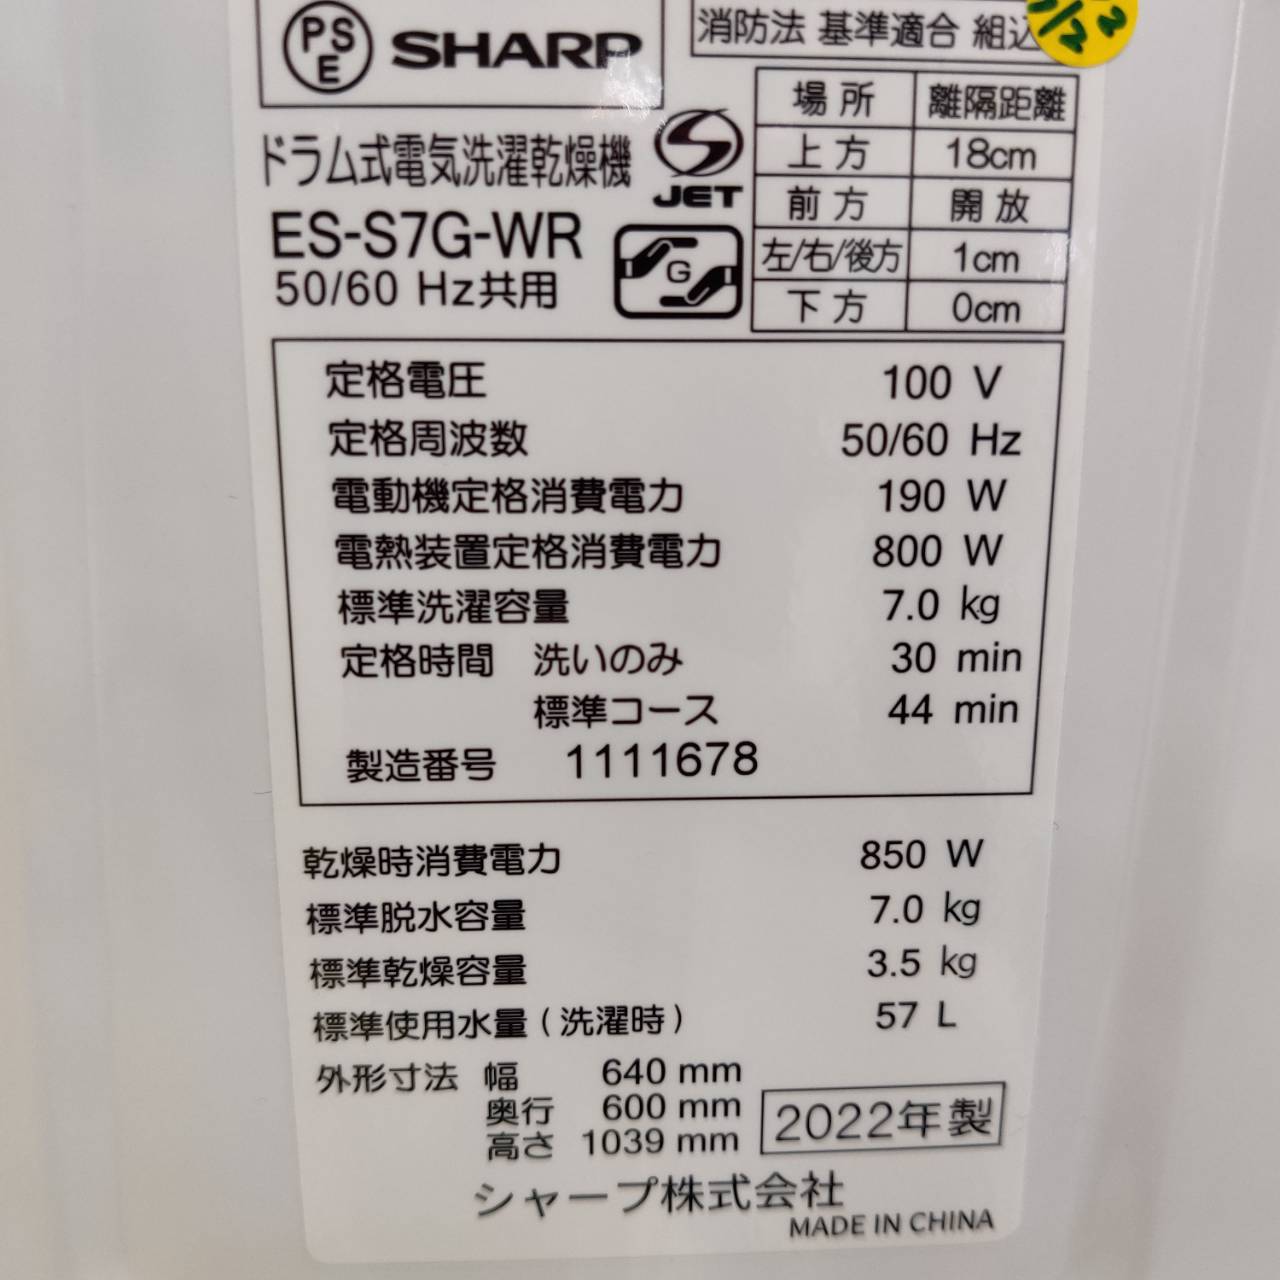 PSE SHARP
消防法 基準適合 組込
ドラム式電気洗濯乾燥機
JET
ES-S7G-WR
G
50/60 Hz共用
場所 離隔距離
上方 18cm
前方 開放
左/右/後方 1cm
下方 0cm
定格電圧 100 V
定格周波数 50/60 Hz
電動機定格消費電力 190 W
電熱装置定格消費電力 800 W
標準洗濯容量 7.0 kg
定格時間 洗いのみ 30 min
標準コース 44 min
製造番号 1111678
乾燥時消費電力 850 W
標準脱水容量 7.0 kg
標準乾燥容量 3.5 kg
標準使用水量(洗濯時) 57 L
外形寸法 幅 640 mm
奥行 600 mm
高さ 1039 mm
2022年製
シャープ株式会社
MADE IN CHINA